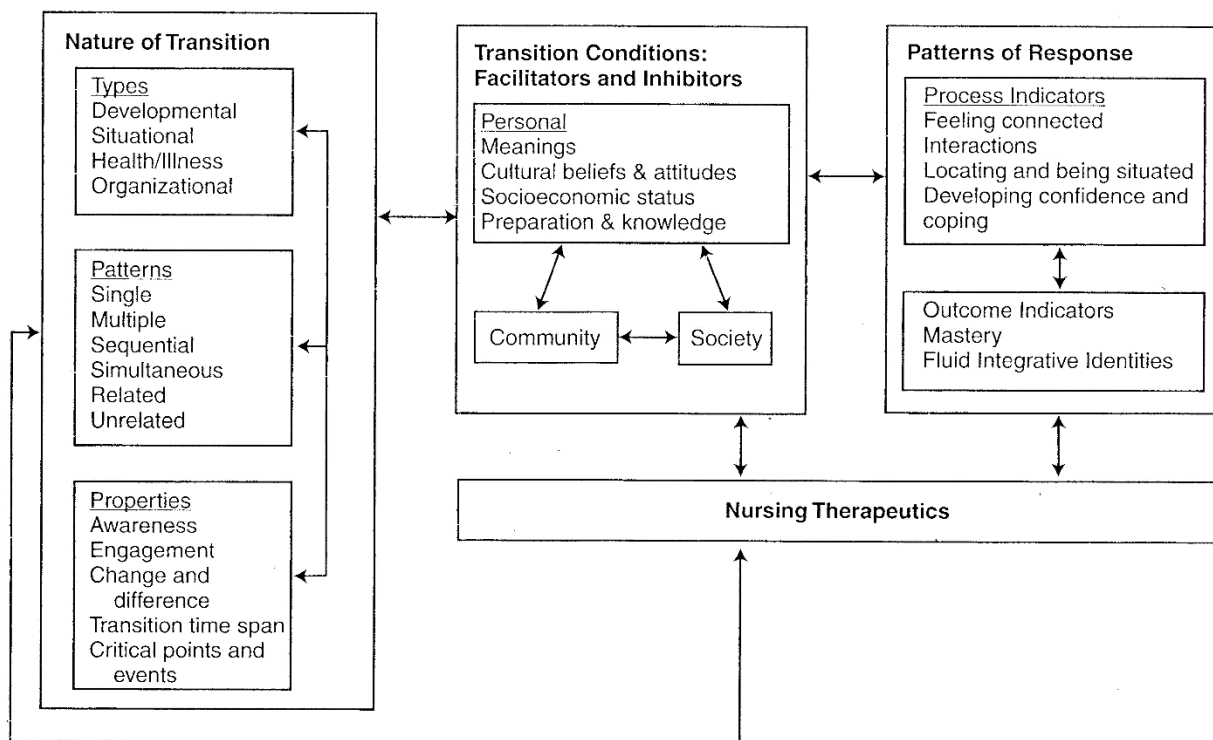 Nature of Transition
Types
Developmental
Situational
Health/Illness
Organizational
Patterns
Single
Multiple
Sequential
Simultaneous
Related
Unrelated
Properties
Awareness
Engagement
Change and
difference
Transition time span
Critical points and
events
Transition Conditions:
Facilitators and Inhibitors
Personal
Meanings
Cultural beliefs & attitudes
Socioeconomic status
Preparation & knowledge
Community
Society
Patterns of Response
Process Indicators
Feeling connected
Interactions
Locating and being situated
Developing confidence and
coping
Outcome Indicators
Mastery
Fluid Integrative Identities
Nursing Therapeutics